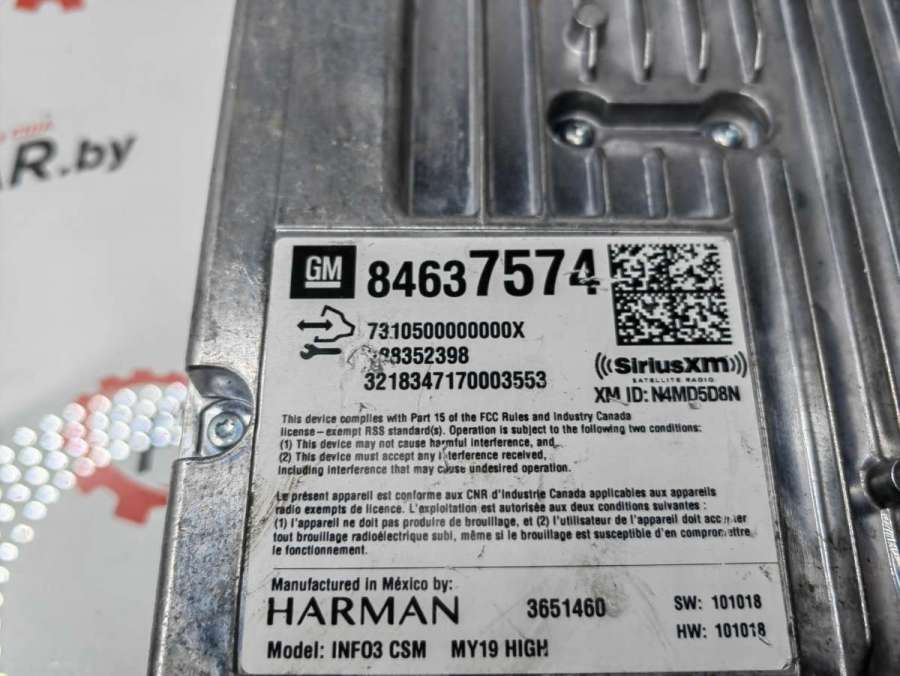 AR.by
GM 84637574
7310500000000X
88352398
3218347170003553
SiriusXM
SATELLITE RADIO
XM ID: N4MD5D8N
This device complies with Part 15 of the FCC Rules and Industry Canada
license – exempt RSS standard(s). Operation is subject to the following two conditions:
(1) This device may not cause harmful interference, and
(2) This device must accept any interference received,
including interference that may cause undesired operation.
Le présent appareil est conforme aux CNR d'Industrie Canada applicables aux appareils
radio exempts de licence. L'exploitation est autorisée aux deux conditions suivantes :
(1) l'appareil ne doit pas produire de brouillage, et (2) l'utilisateur de l'appareil doit accepter
tout brouillage radioélectrique subi, même si le brouillage est susceptible d'en compromettre
le fonctionnement.
Manufactured in México by:
HARMAN 3651460 SW: 101018
HW: 101018
Model: INFO3 CSM MY19 HIGH